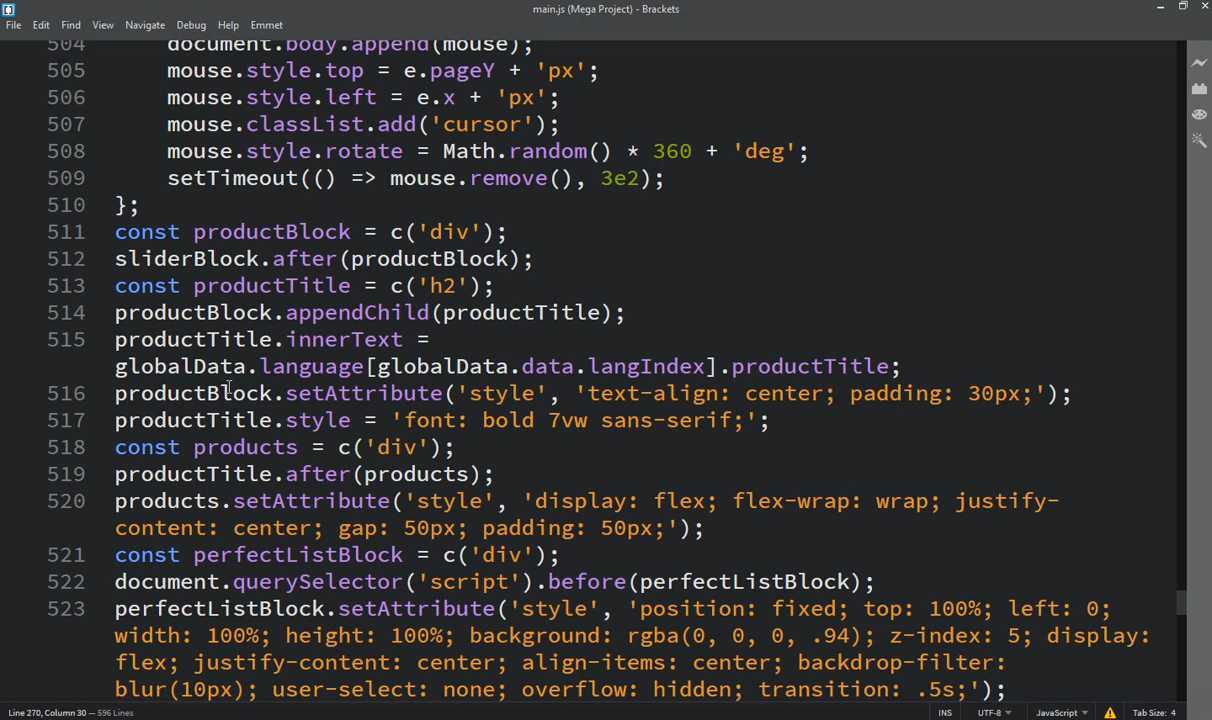 main.js (Mega Project) - Brackets
File Edit Find View Navigate Debug Help Emmet
504 document.body.append(mouse);
505 mouse.style.top = e.pageY + 'px';
506 mouse.style.left = e.x + 'px';
507 mouse.classList.add('cursor');
508 mouse.style.rotate = Math.random() * 360 + 'deg';
509 setTimeout(() => mouse.remove(), 3e2);
510 };
511 const productBlock = c('div');
512 sliderBlock.after(productBlock);
513 const productTitle = c('h2');
514 productBlock.appendChild(productTitle);
515 productTitle.innerText =
globalData.language[globalData.data.langIndex].productTitle;
516 productBlock.setAttribute('style', 'text-align: center; padding: 30px;');
517 productTitle.style = 'font: bold 7vw sans-serif;';
518 const products = c('div');
519 productTitle.after(products);
520 products.setAttribute('style', 'display: flex; flex-wrap: wrap; justify-
content: center; gap: 50px; padding: 50px;');
521 const perfectListBlock = c('div');
522 document.querySelector('script').before(perfectListBlock);
523 perfectListBlock.setAttribute('style', 'position: fixed; top: 100%; left: 0;
width: 100%; height: 100%; background: rgba(0, 0, 0, .94); z-index: 5; display:
flex; justify-content: center; align-items: center; backdrop-filter:
blur(10px); user-select: none; overflow: hidden; transition: .5s;');
Line 270, Column 30 — 596 Lines INS UTF-8 JavaScript Tab Size: 4